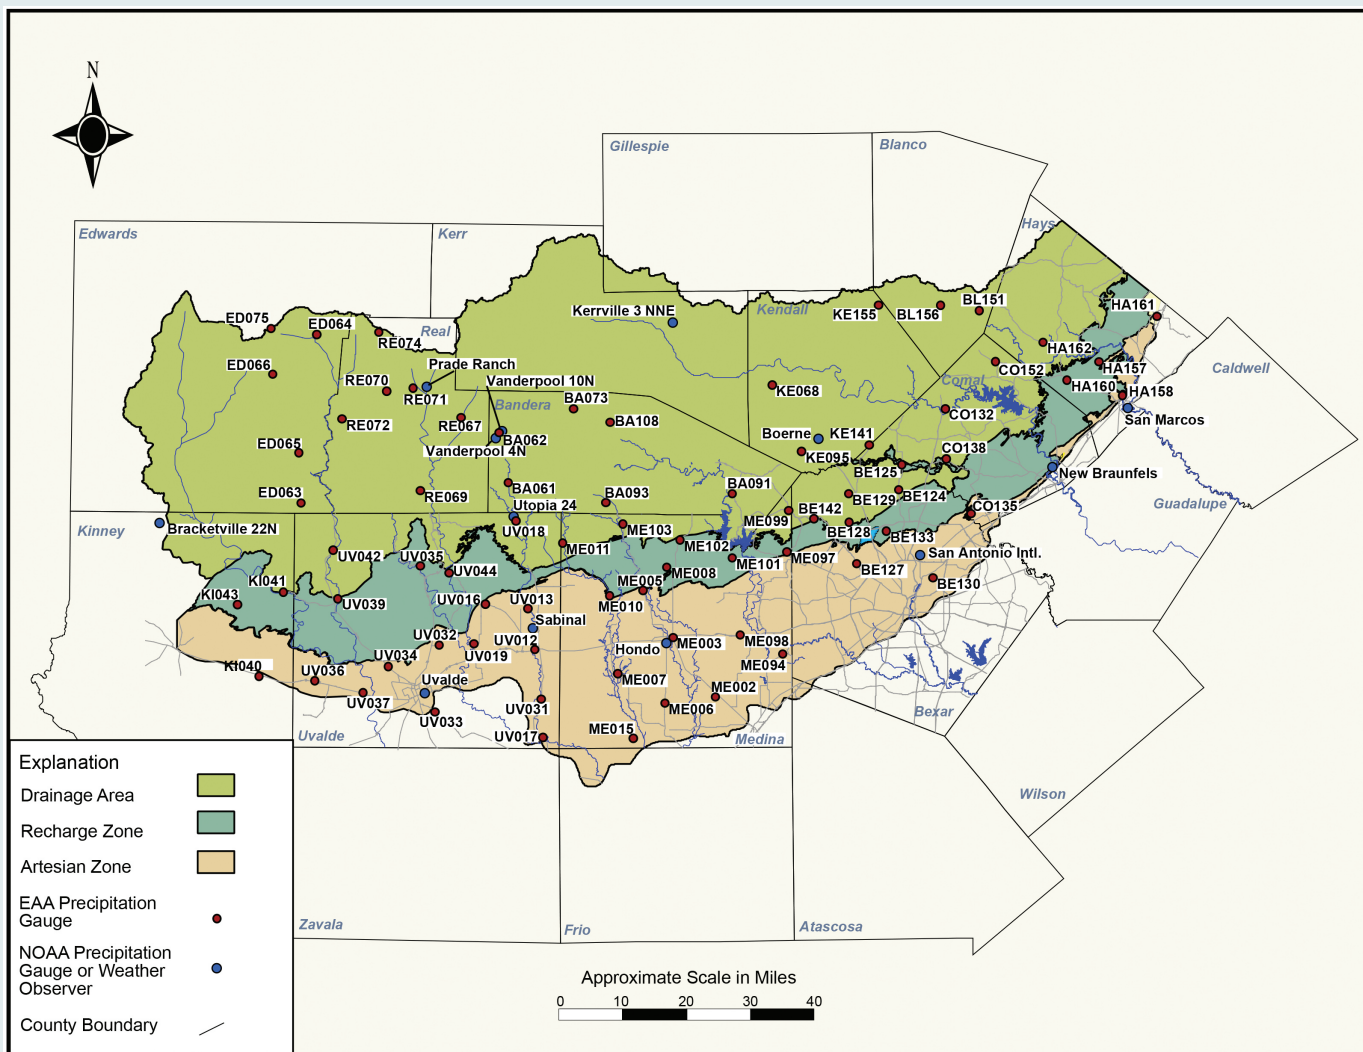 N
Gillespie
Blanco
Hays
Edwards
Kerr
HA161
ED075
ED064
Kerrville 3 NNE
Kendall
KE155
BL156
BL151
Real
RE074
HA162
ED066
Prade Ranch
CO152
HA157
Caldwell
RE070
Vanderpool 10N
KE068
Comal
HA160
HA158
RE071
Bandera
BA073
CO132
San Marcos
RE072
RE067
BA062
BA108
Boerne
KE141
ED065
Vanderpool 4N
KE095
CO138
BE125
New Braunfels
ED063
RE069
BA061
BA093
BA091
BE129
BE124
Guadalupe
Utopia 24
BE142
CO135
Kinney
Bracketville 22N
UV018
ME103
ME099
BE128
BE133
ME011
ME102
San Antonio Intl.
UV042
UV035
ME101
ME097
UV044
ME008
BE127
KI041
ME005
BE130
KI043
UV039
UV016
UV013
ME010
Sabinal
UV032
UV012
Hondo
ME003
ME098
UV034
UV019
ME094
KI040
UV036
Uvalde
ME007
UV037
ME002
UV033
UV031
ME006
Bexar
Uvalde
UV017
ME015
Medina
Wilson
Zavala
Frio
Atascosa
Explanation
Drainage Area
Recharge Zone
Artesian Zone
EAA Precipitation
Gauge
NOAA Precipitation
Gauge or Weather
Observer
County Boundary
Approximate Scale in Miles
0 10 20 30 40